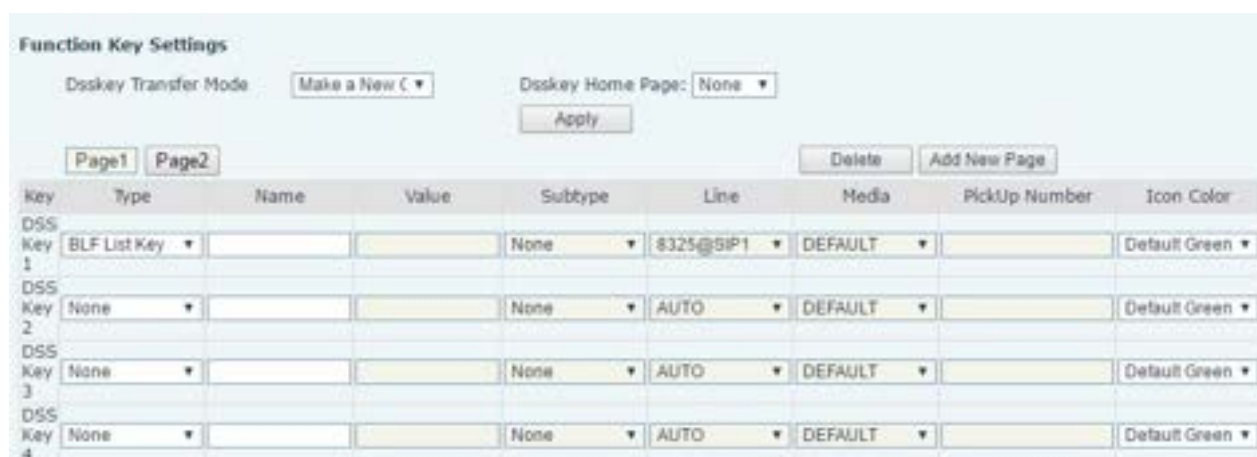 Function Key Settings
Dsskey Transfer Mode Make a New C Dsskey Home Page: None
Apply
Page1 Page2 Delete Add New Page
Key Type Name Value Subtype Line Media PickUp Number Icon Color
DSS Key 1 BLF List Key None 8325@SIP1 DEFAULT Default Green
DSS Key 2 None None AUTO DEFAULT Default Green
DSS Key 3 None None AUTO DEFAULT Default Green
DSS Key 4 None None AUTO DEFAULT Default Green